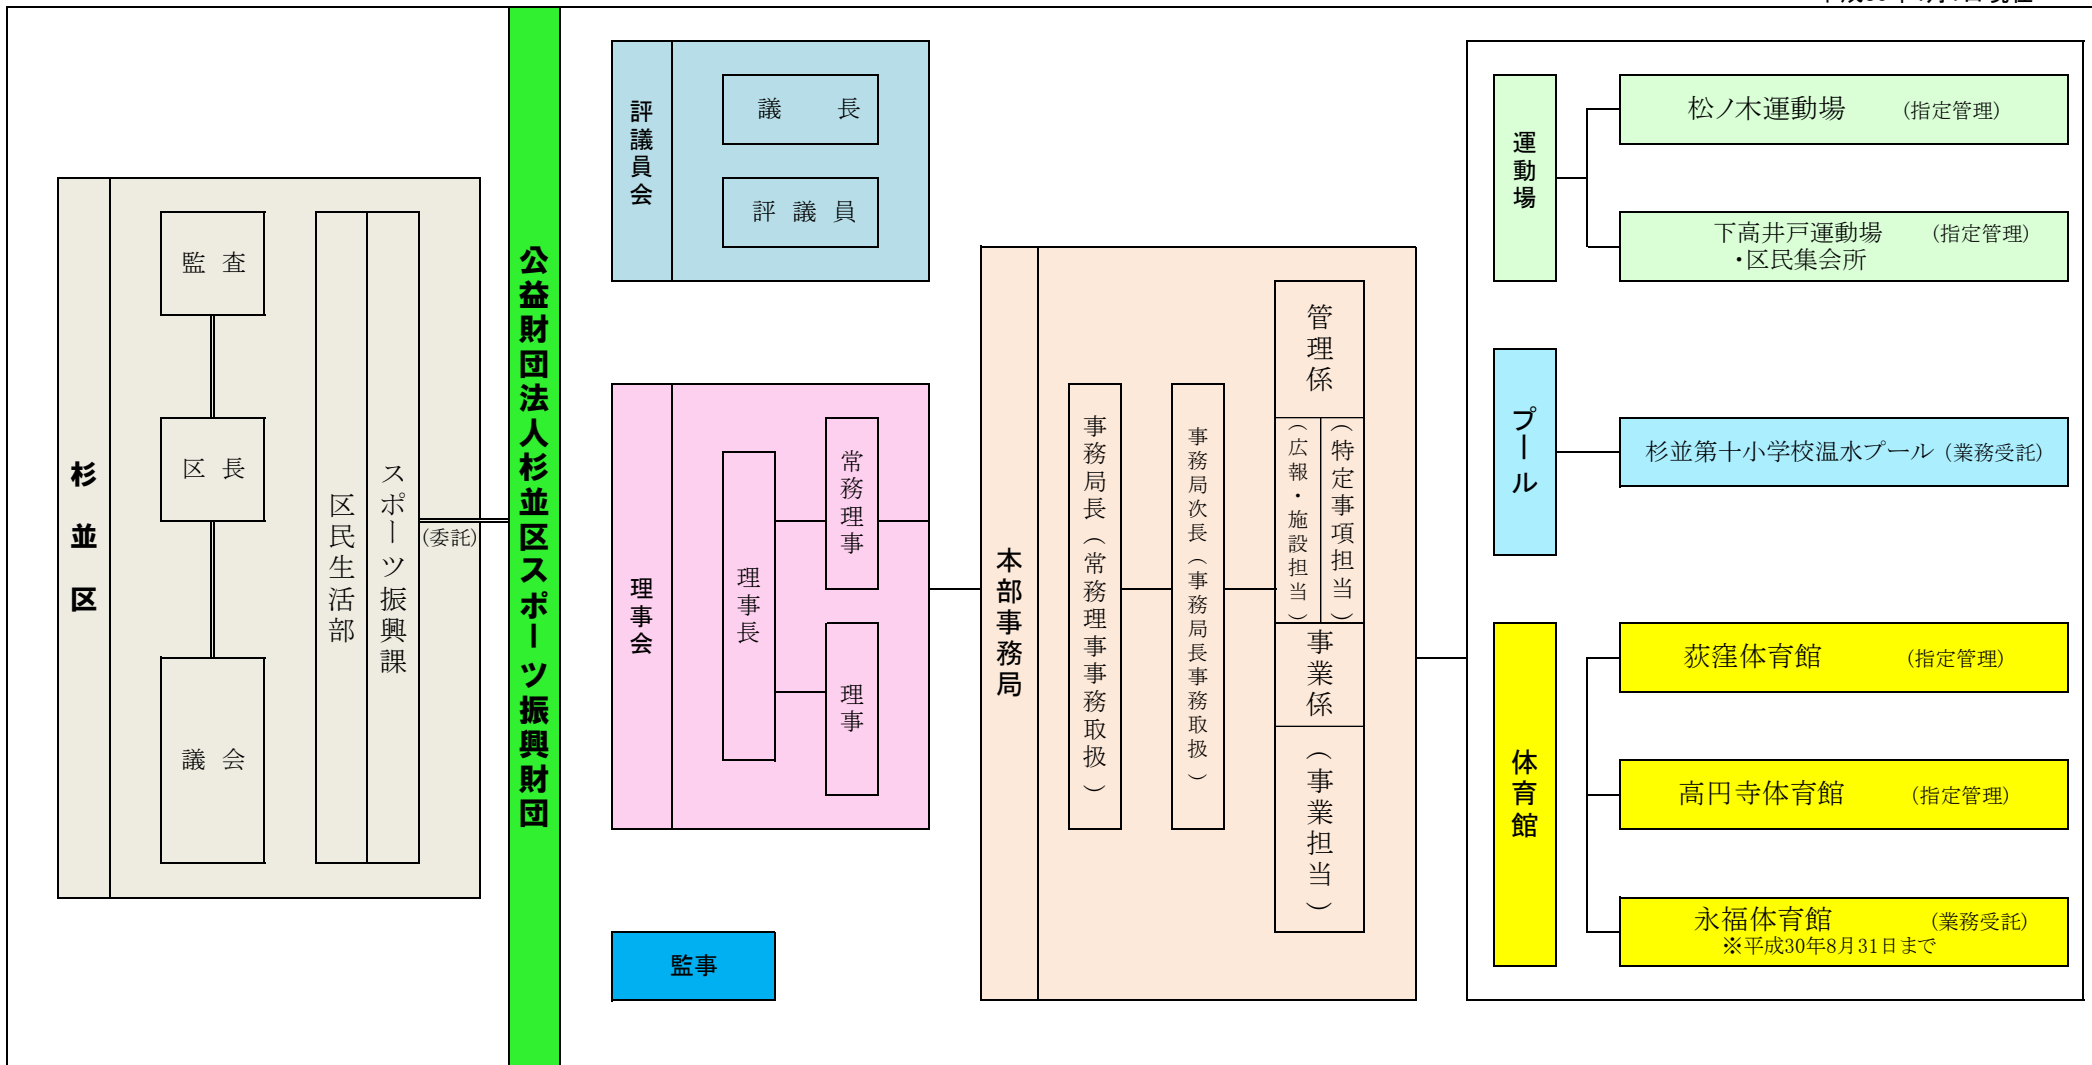 杉並区
監査
区長
議会
区民生活部
スポーツ振興課
(委託)
公益財団法人杉並区スポーツ振興財団
評議員会
議 長
評議員
理事会
理事長
常務理事
理事
監事
本部事務局
事務局長(常務理事事務取扱)
事務局次長(事務局長事務取扱)
管理係
(広報・施設担当)
(特定事項担当)
事業係
(事業担当)
運動場
松ノ木運動場 (指定管理)
下高井戸運動場 (指定管理)
・区民集会所
プール
杉並第十小学校温水プール (業務受託)
体育館
荻窪体育館 (指定管理)
高円寺体育館 (指定管理)
永福体育館 (業務受託)
※平成30年8月31日まで